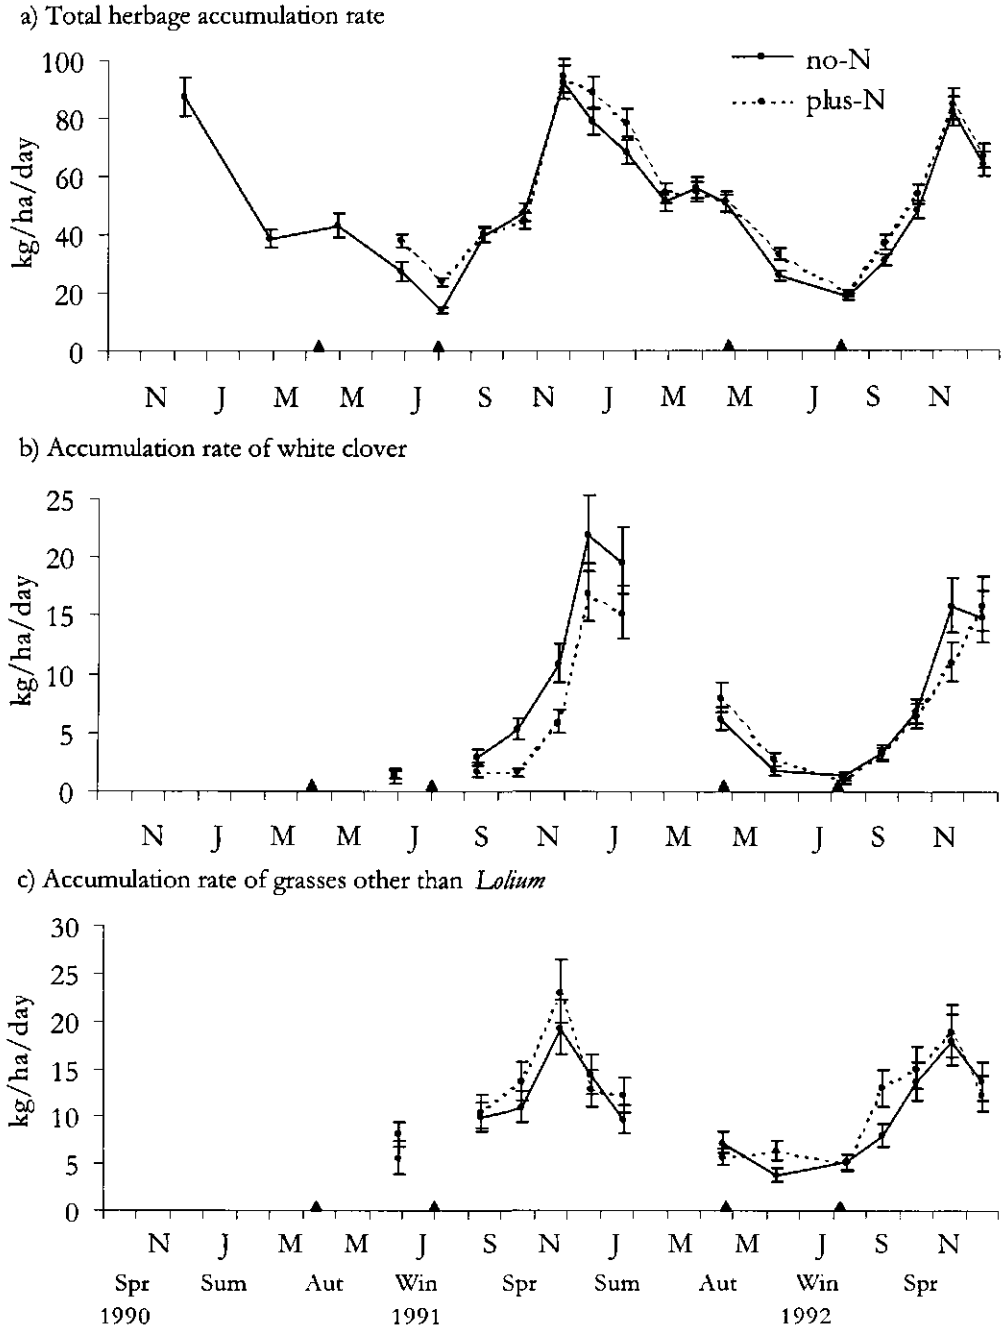 a) Total herbage accumulation rate
no-N
plus-N
kg/ha/day
100
80
60
40
20
0
N J M M J S N J M M J S N
b) Accumulation rate of white clover
kg/ha/day
25
20
15
10
5
0
N J M M J S N J M M J S N
c) Accumulation rate of grasses other than Lolium
kg/ha/day
30
25
20
15
10
5
0
N J M M J S N J M M J S N
Spr Sum Aut Win Spr Sum Aut Win Spr
1990 1991 1992